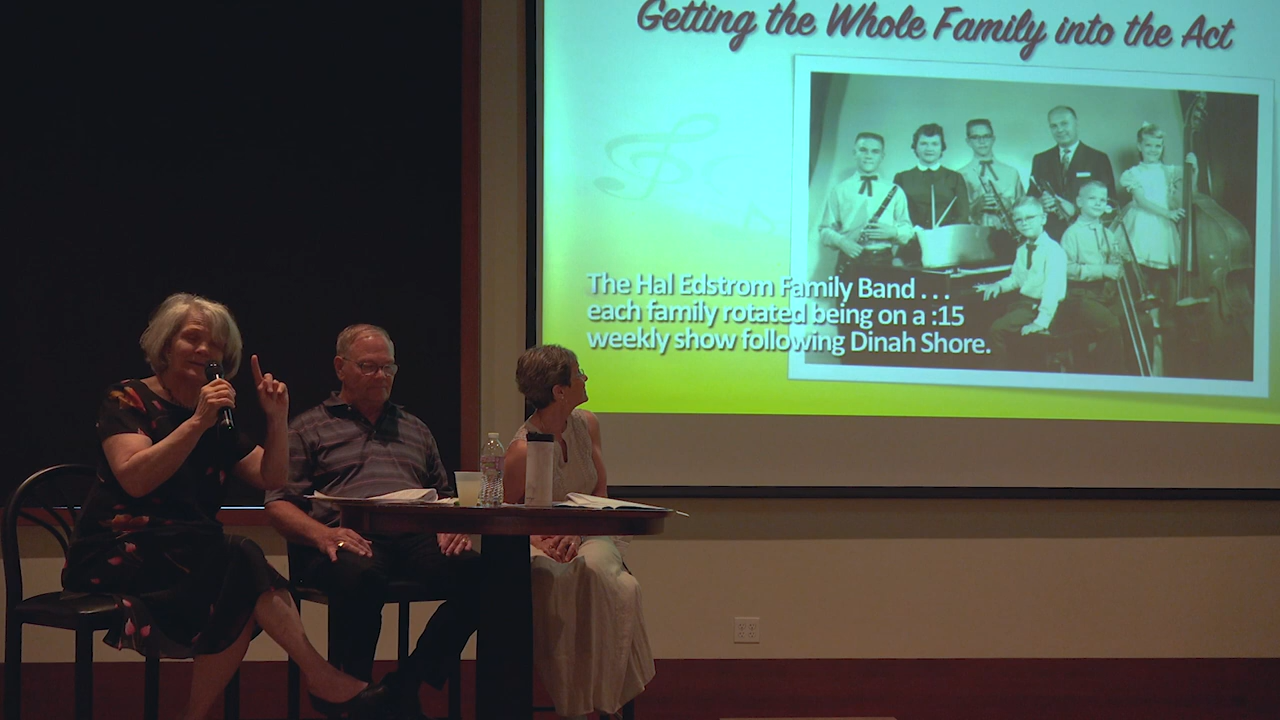 Getting the Whole Family into the Act
The Hal Edstrom Family Band . . .
each family rotated being on a :15
weekly show following Dinah Shore.